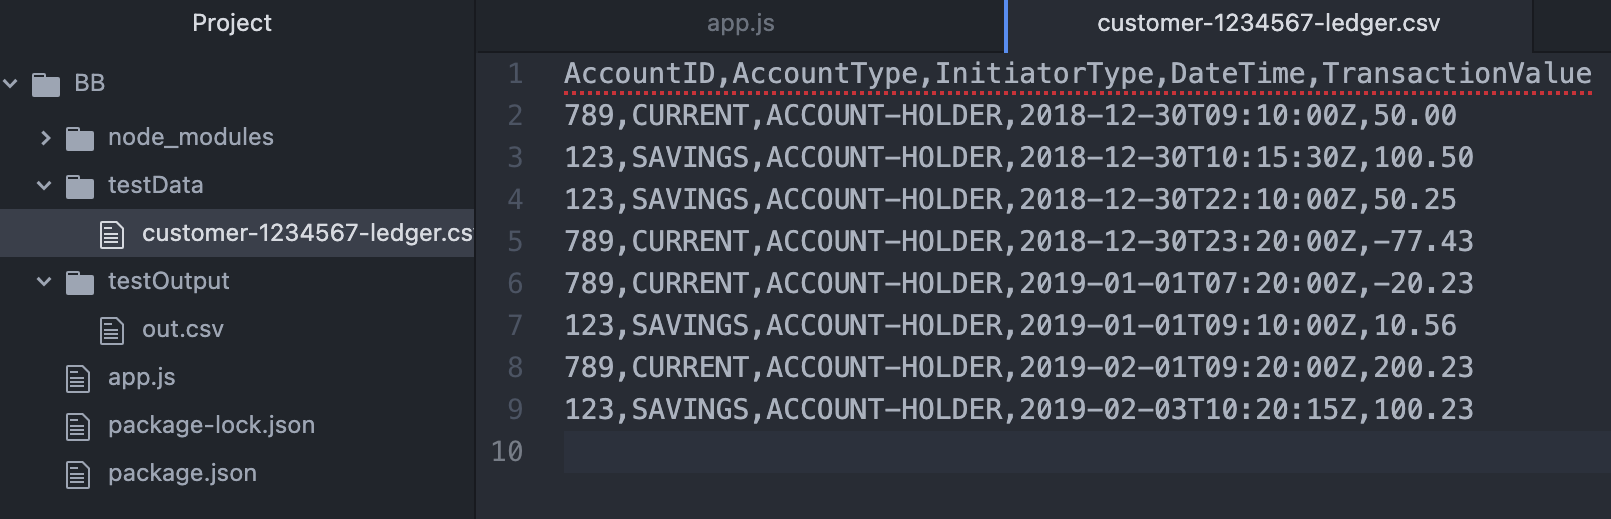 Project
BB
node_modules
testData
customer-1234567-ledger.cs
testOutput
out.csv
app.js
package-lock.json
package.json
app.js
customer-1234567-ledger.csv
1 AccountID,AccountType,InitiatorType,DateTime,TransactionValue
2 789,CURRENT,ACCOUNT-HOLDER,2018-12-30T09:10:00Z,50.00
3 123,SAVINGS,ACCOUNT-HOLDER,2018-12-30T10:15:30Z,100.50
4 123,SAVINGS,ACCOUNT-HOLDER,2018-12-30T22:10:00Z,50.25
5 789,CURRENT,ACCOUNT-HOLDER,2018-12-30T23:20:00Z,-77.43
6 789,CURRENT,ACCOUNT-HOLDER,2019-01-01T07:20:00Z,-20.23
7 123,SAVINGS,ACCOUNT-HOLDER,2019-01-01T09:10:00Z,10.56
8 789,CURRENT,ACCOUNT-HOLDER,2019-02-01T09:20:00Z,200.23
9 123,SAVINGS,ACCOUNT-HOLDER,2019-02-03T10:20:15Z,100.23
10